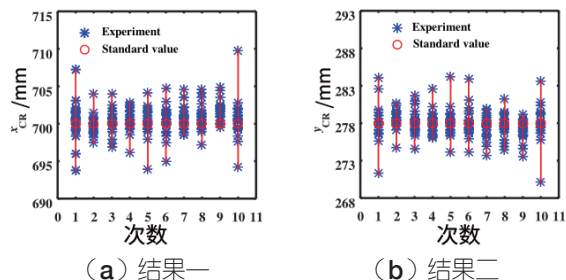 715
710
705
700
695
690
x_CR /mm
Experiment
Standard value
0 1 2 3 4 5 6 7 8 9 10 11
次数
(a) 结果一
293
288
283
278
273
268
y_CR /mm
Experiment
Standard value
0 1 2 3 4 5 6 7 8 9 10 11
次数
(b) 结果二